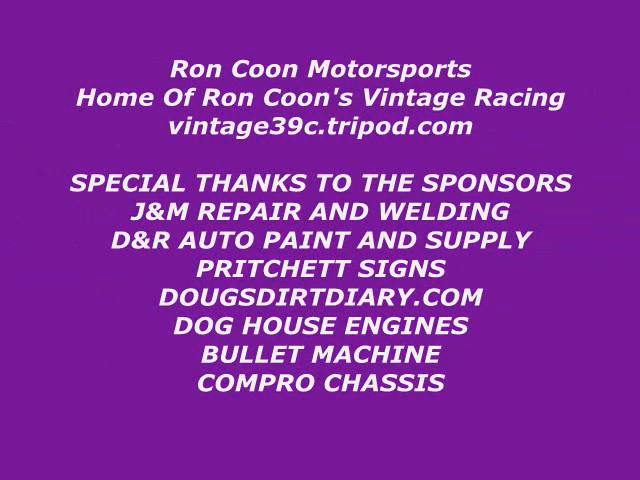 Ron Coon Motorsports
Home Of Ron Coon's Vintage Racing
vintage39c.tripod.com
SPECIAL THANKS TO THE SPONSORS
J&M REPAIR AND WELDING
D&R AUTO PAINT AND SUPPLY
PRITCHETT SIGNS
DOUGSDIRTDIARY.COM
DOG HOUSE ENGINES
BULLET MACHINE
COMPRO CHASSIS